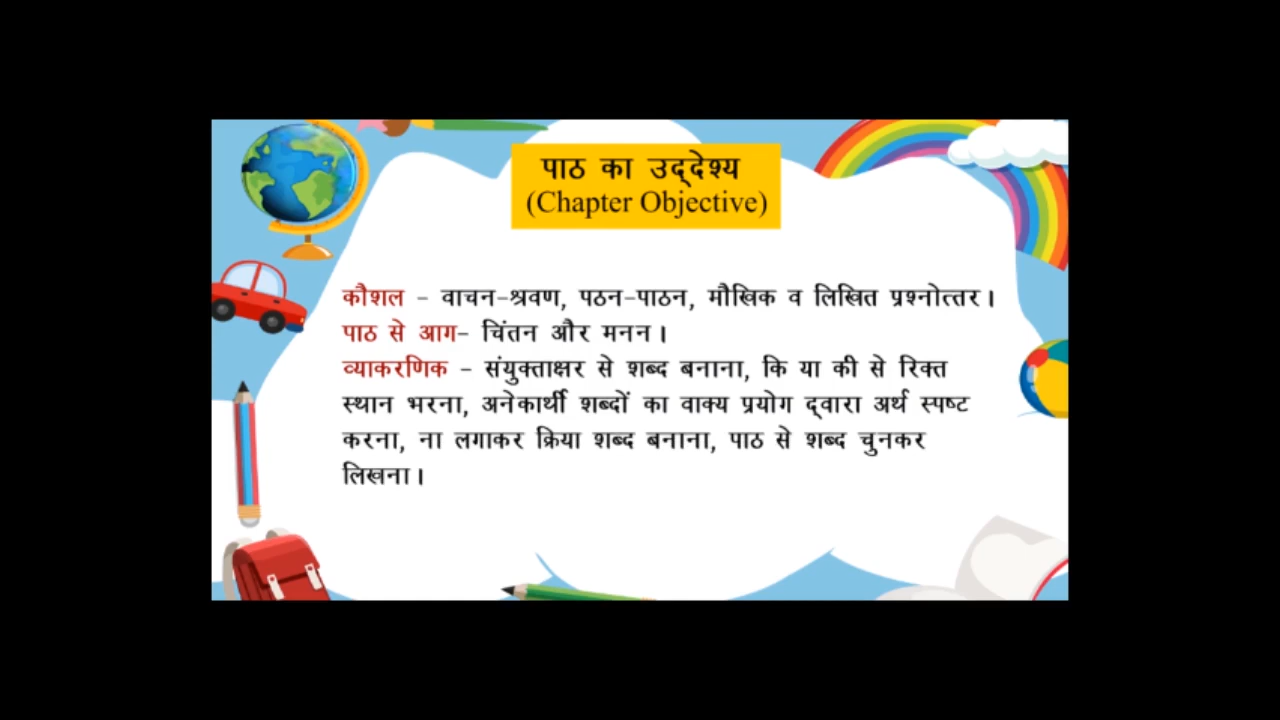 पाठ का उद्‌देश्य
(Chapter Objective)
कौशल - वाचन-श्रवण, पठन-पाठन, मौखिक व लिखित प्रश्नोत्तर।
पाठ से आग- चिंतन और मनन।
व्याकरणिक - संयुक्ताक्षर से शब्द बनाना, कि या की से रिक्त
स्थान भरना, अनेकार्थी शब्दों का वाक्य प्रयोग द्‌वारा अर्थ स्पष्ट
करना, ना लगाकर क्रिया शब्द बनाना, पाठ से शब्द चुनकर
लिखना।